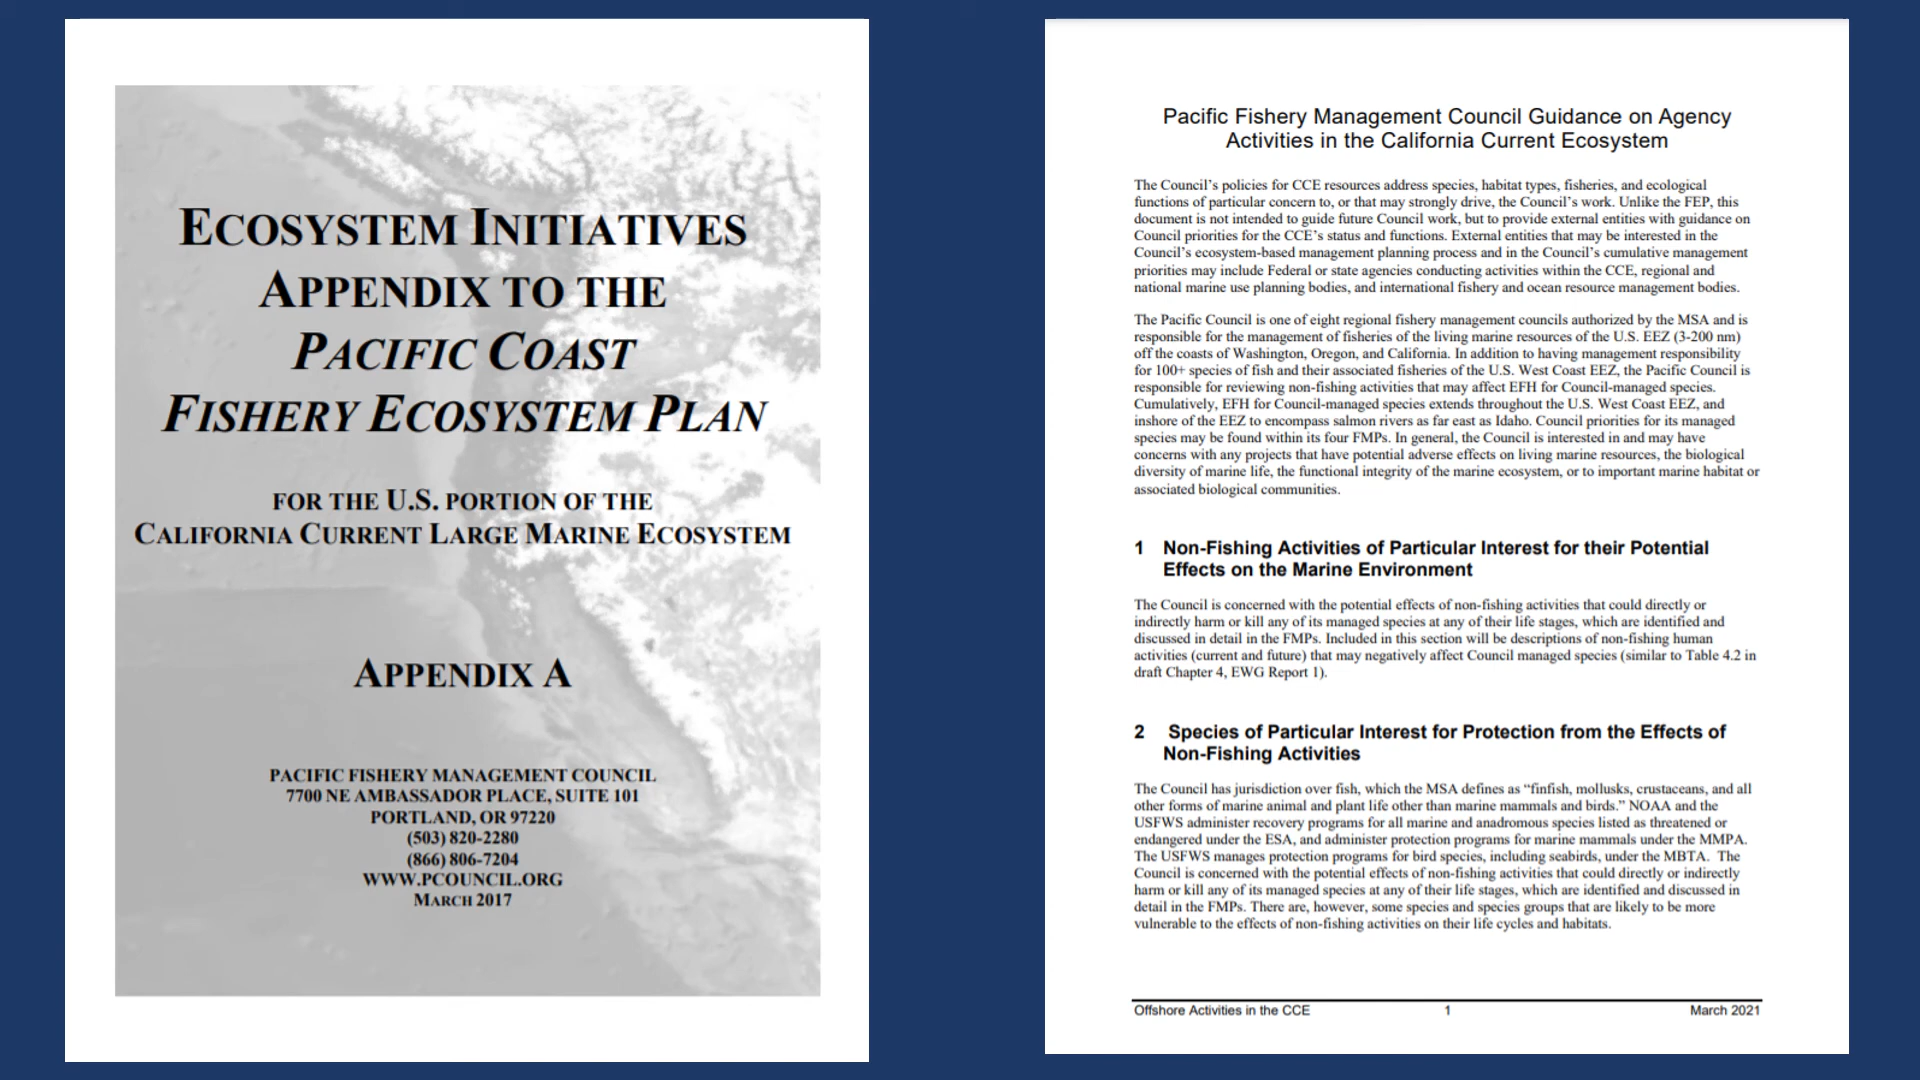 ECOSYSTEM INITIATIVES
APPENDIX TO THE
PACIFIC COAST
FISHERY ECOSYSTEM PLAN
FOR THE U.S. PORTION OF THE
CALIFORNIA CURRENT LARGE MARINE ECOSYSTEM
APPENDIX A
PACIFIC FISHERY MANAGEMENT COUNCIL
7700 NE AMBASSADOR PLACE, SUITE 101
PORTLAND, OR 97220
(503) 820-2280
(866) 806-7204
WWW.PCOUNCIL.ORG
MARCH 2017
Pacific Fishery Management Council Guidance on Agency
Activities in the California Current Ecosystem
The Council's policies for CCE resources address species, habitat types, fisheries, and ecological
functions of particular concern to, or that may strongly drive, the Council's work. Unlike the FEP, this
document is not intended to guide future Council work, but to provide external entities with guidance on
Council priorities for the CCE's status and functions. External entities that may be interested in the
Council's ecosystem-based management planning process and in the Council's cumulative management
priorities may include Federal or state agencies conducting activities within the CCE, regional and
national marine use planning bodies, and international fishery and ocean resource management bodies.
The Pacific Council is one of eight regional fishery management councils authorized by the MSA and is
responsible for the management of fisheries of the living marine resources of the U.S. EEZ (3-200 nm)
off the coasts of Washington, Oregon, and California. In addition to having management responsibility
for 100+ species of fish and their associated fisheries of the U.S. West Coast EEZ, the Pacific Council is
responsible for reviewing non-fishing activities that may affect EFH for Council-managed species.
Cumulatively, EFH for Council-managed species extends throughout the U.S. West Coast EEZ, and
inshore of the EEZ to encompass salmon rivers as far east as Idaho. Council priorities for its managed
species may be found within its four FMPs. In general, the Council is interested in and may have
concerns with any projects that have potential adverse effects on living marine resources, the biological
diversity of marine life, the functional integrity of the marine ecosystem, or to important marine habitat or
associated biological communities.
1 Non-Fishing Activities of Particular Interest for their Potential
Effects on the Marine Environment
The Council is concerned with the potential effects of non-fishing activities that could directly or
indirectly harm or kill any of its managed species at any of their life stages, which are identified and
discussed in detail in the FMPs. Included in this section will be descriptions of non-fishing human
activities (current and future) that may negatively affect Council managed species (similar to Table 4.2 in
draft Chapter 4, EWG Report 1).
2 Species of Particular Interest for Protection from the Effects of
Non-Fishing Activities
The Council has jurisdiction over fish, which the MSA defines as “finfish, mollusks, crustaceans, and all
other forms of marine animal and plant life other than marine mammals and birds.” NOAA and the
USFWS administer recovery programs for all marine and anadromous species listed as threatened or
endangered under the ESA, and administer protection programs for marine mammals under the MMPA.
The USFWS manages protection programs for bird species, including seabirds, under the MBTA. The
Council is concerned with the potential effects of non-fishing activities that could directly or indirectly
harm or kill any of its managed species at any of their life stages, which are identified and discussed in
detail in the FMPs. There are, however, some species and species groups that are likely to be more
vulnerable to the effects of non-fishing activities on their life cycles and habitats.
Offshore Activities in the CCE 1 March 2021